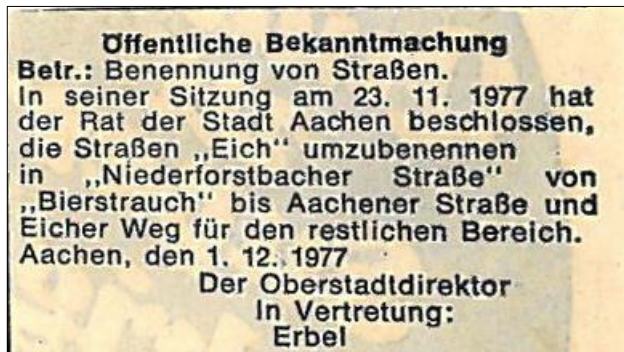 Öffentliche Bekanntmachung
Betr.: Benennung von Straßen.
In seiner Sitzung am 23. 11. 1977 hat
der Rat der Stadt Aachen beschlossen,
die Straßen „Eich“ umzubenennen
in „Niederforstbacher Straße“ von
„Bierstrauch“ bis Aachener Straße und
Eicher Weg für den restlichen Bereich.
Aachen, den 1. 12. 1977
Der Oberstadtdirektor
In Vertretung:
Erbel